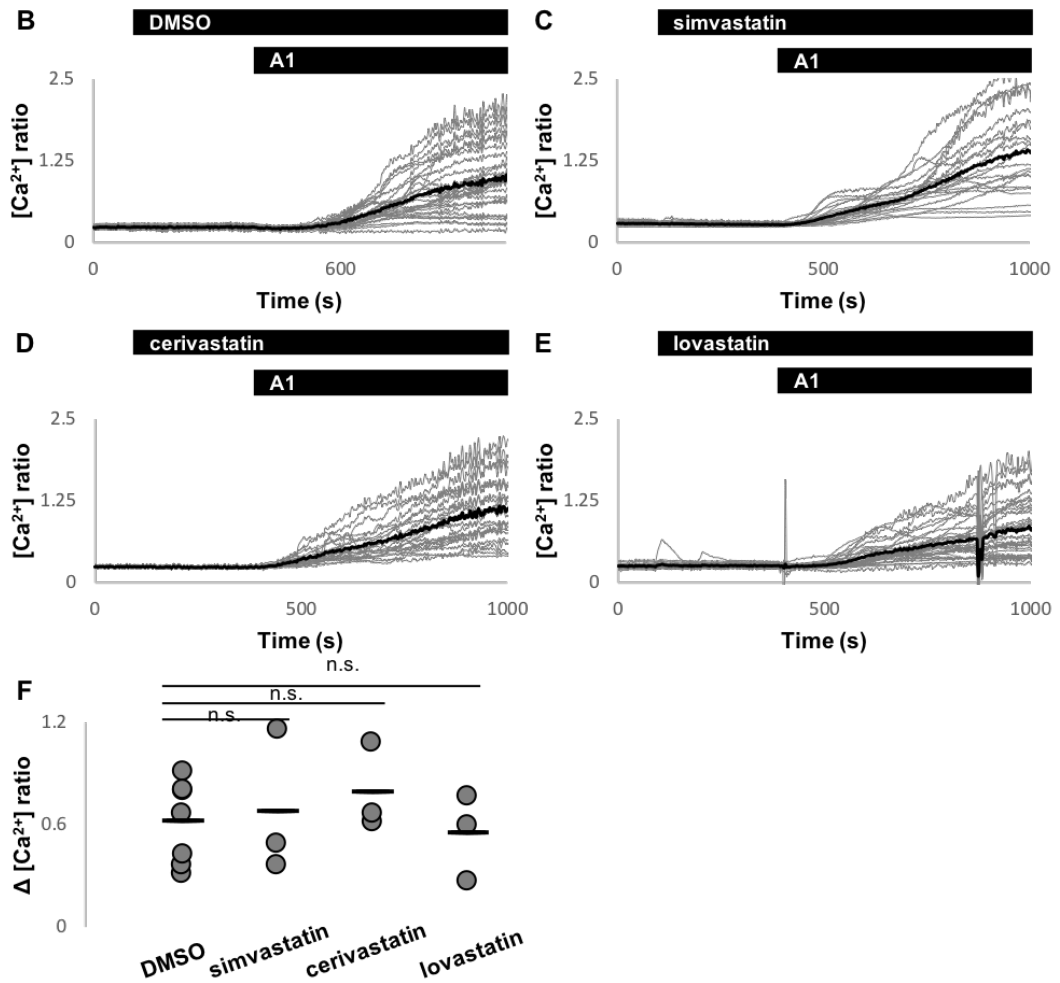 B
DMSO
A1
2.5
1.25
0
[Ca²⁺] ratio
0
600
Time (s)
C
simvastatin
A1
2.5
1.25
0
[Ca²⁺] ratio
0
500
1000
Time (s)
D
cerivastatin
A1
2.5
1.25
0
[Ca²⁺] ratio
0
500
1000
Time (s)
E
lovastatin
A1
2.5
1.25
0
[Ca²⁺] ratio
0
500
1000
Time (s)
F
n.s.
n.s.
n.s.
1.2
0.6
0
Δ [Ca²⁺] ratio
DMSO
simvastatin
cerivastatin
lovastatin